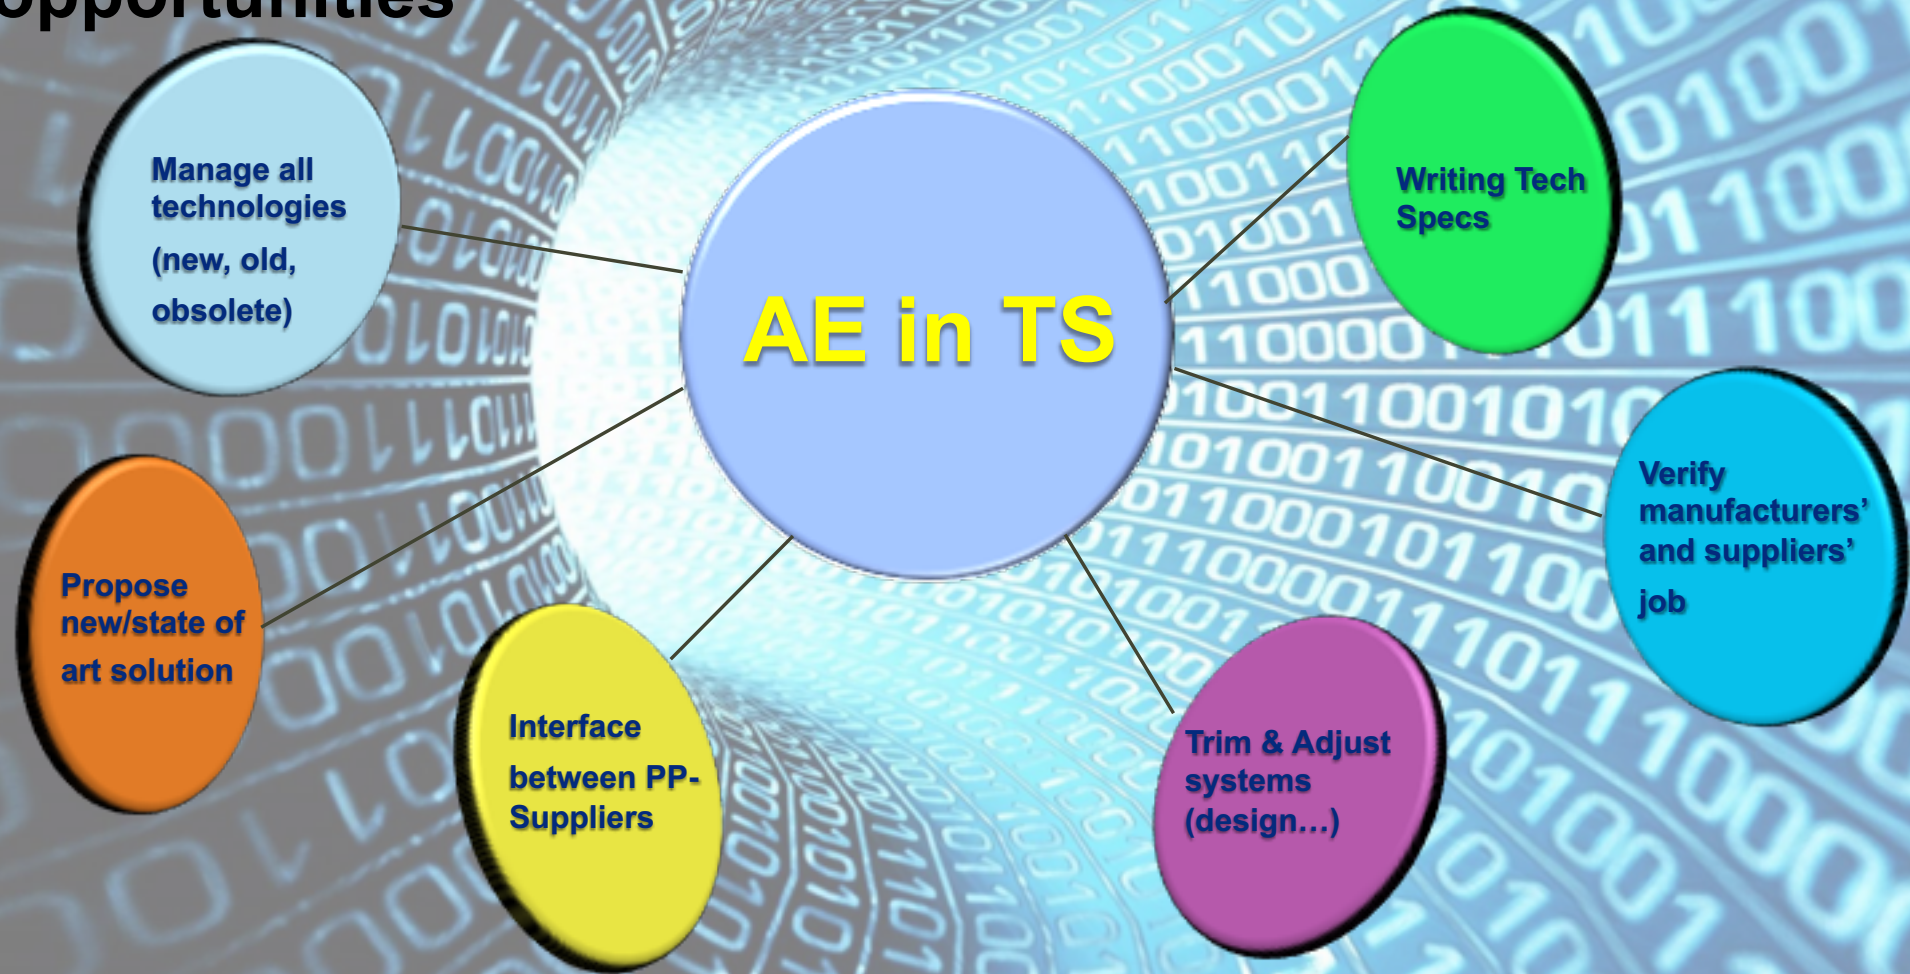 opportunities
Manage all
technologies
(new, old,
obsolete)
AE in TS
Writing Tech
Specs
Verify
manufacturers’
and suppliers’
job
Propose
new/state of
art solution
Interface
between PP-
Suppliers
Trim & Adjust
systems
(design...)